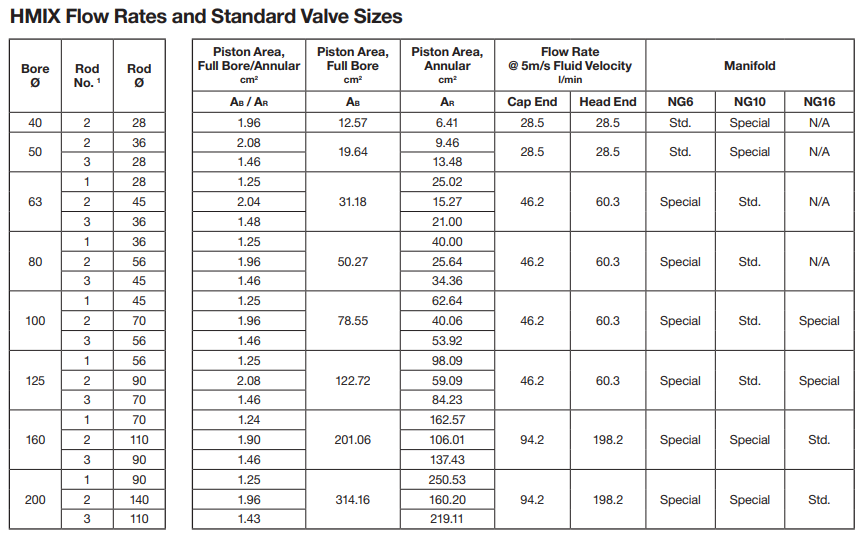 HMIX Flow Rates and Standard Valve Sizes
Bore Ø Rod No. ¹ Rod Ø Piston Area, Full Bore/Annular cm² Piston Area, Full Bore cm² Piston Area, Annular cm² Flow Rate @ 5m/s Fluid Velocity l/min Manifold
AB / AR AB AR Cap End Head End NG6 NG10 NG16
40 2 28 1.96 12.57 6.41 28.5 28.5 Std. Special N/A
50 2 36 2.08 19.64 9.46 28.5 28.5 Std. Special N/A
3 28 1.46 13.48
63 1 28 1.25 31.18 25.02 46.2 60.3 Special Std. N/A
2 45 2.04 15.27
3 36 1.48 21.00
80 1 36 1.25 50.27 40.00 46.2 60.3 Special Std. N/A
2 56 1.96 25.64
3 45 1.46 34.36
100 1 45 1.25 78.55 62.64 46.2 60.3 Special Std. Special
2 70 1.96 40.06
3 56 1.46 53.92
125 1 56 1.25 122.72 98.09 46.2 60.3 Special Std. Special
2 90 2.08 59.09
3 70 1.46 84.23
160 1 70 1.24 201.06 162.57 94.2 198.2 Special Special Std.
2 110 1.90 106.01
3 90 1.46 137.43
200 1 90 1.25 314.16 250.53 94.2 198.2 Special Special Std.
2 140 1.96 160.20
3 110 1.43 219.11